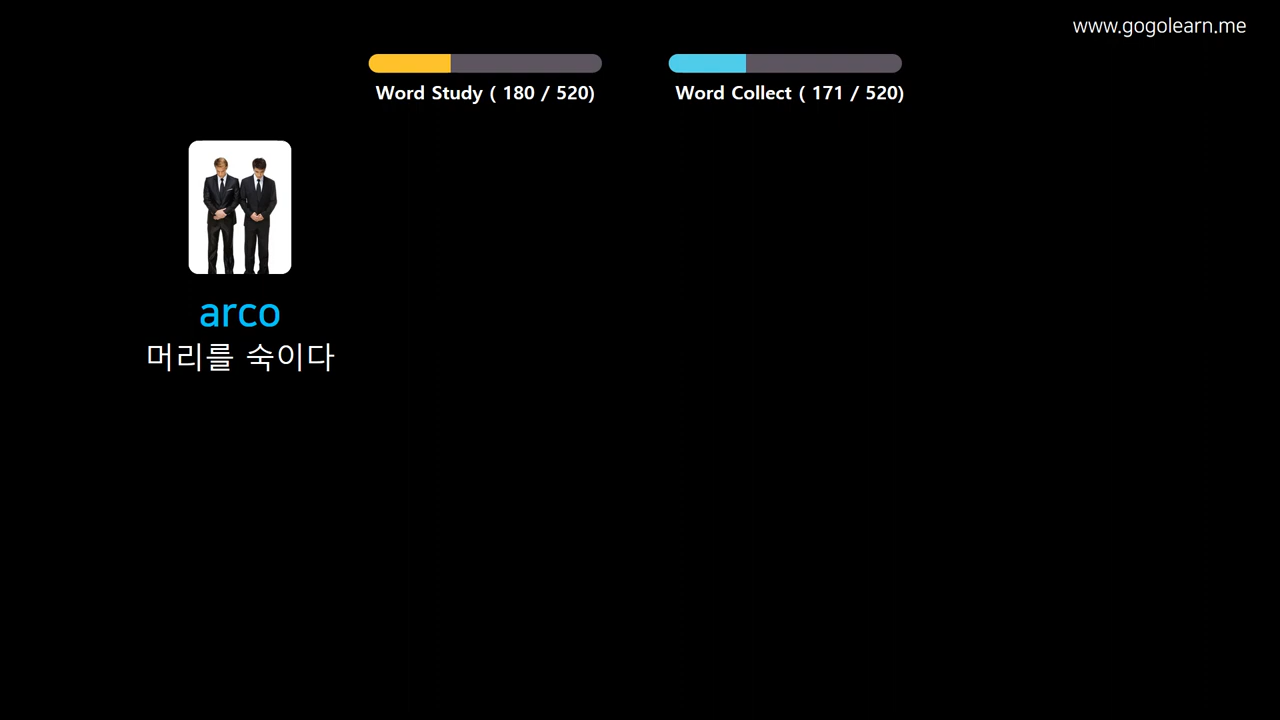 www.gogolearn.me
Word Study ( 180 / 520)
Word Collect ( 171 / 520)
arco
머리를 숙이다